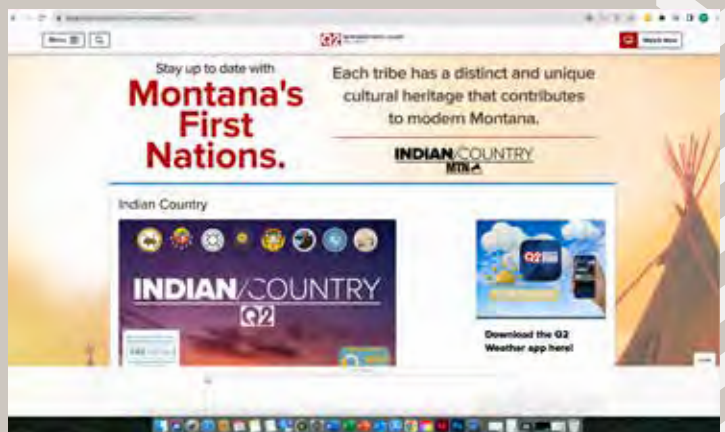 Menu
Q2
Watch Now
Stay up to date with
Montana's
First
Nations.
Each tribe has a distinct and unique
cultural heritage that contributes
to modern Montana.
INDIAN/COUNTRY
MTN
Indian Country
INDIAN/COUNTRY
Q2
Q2
Download the Q2
Weather app here!